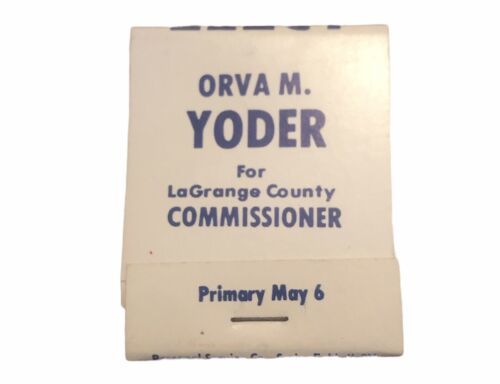 ORVA M.
YODER
For
LaGrange County
COMMISSIONER
Primary May 6